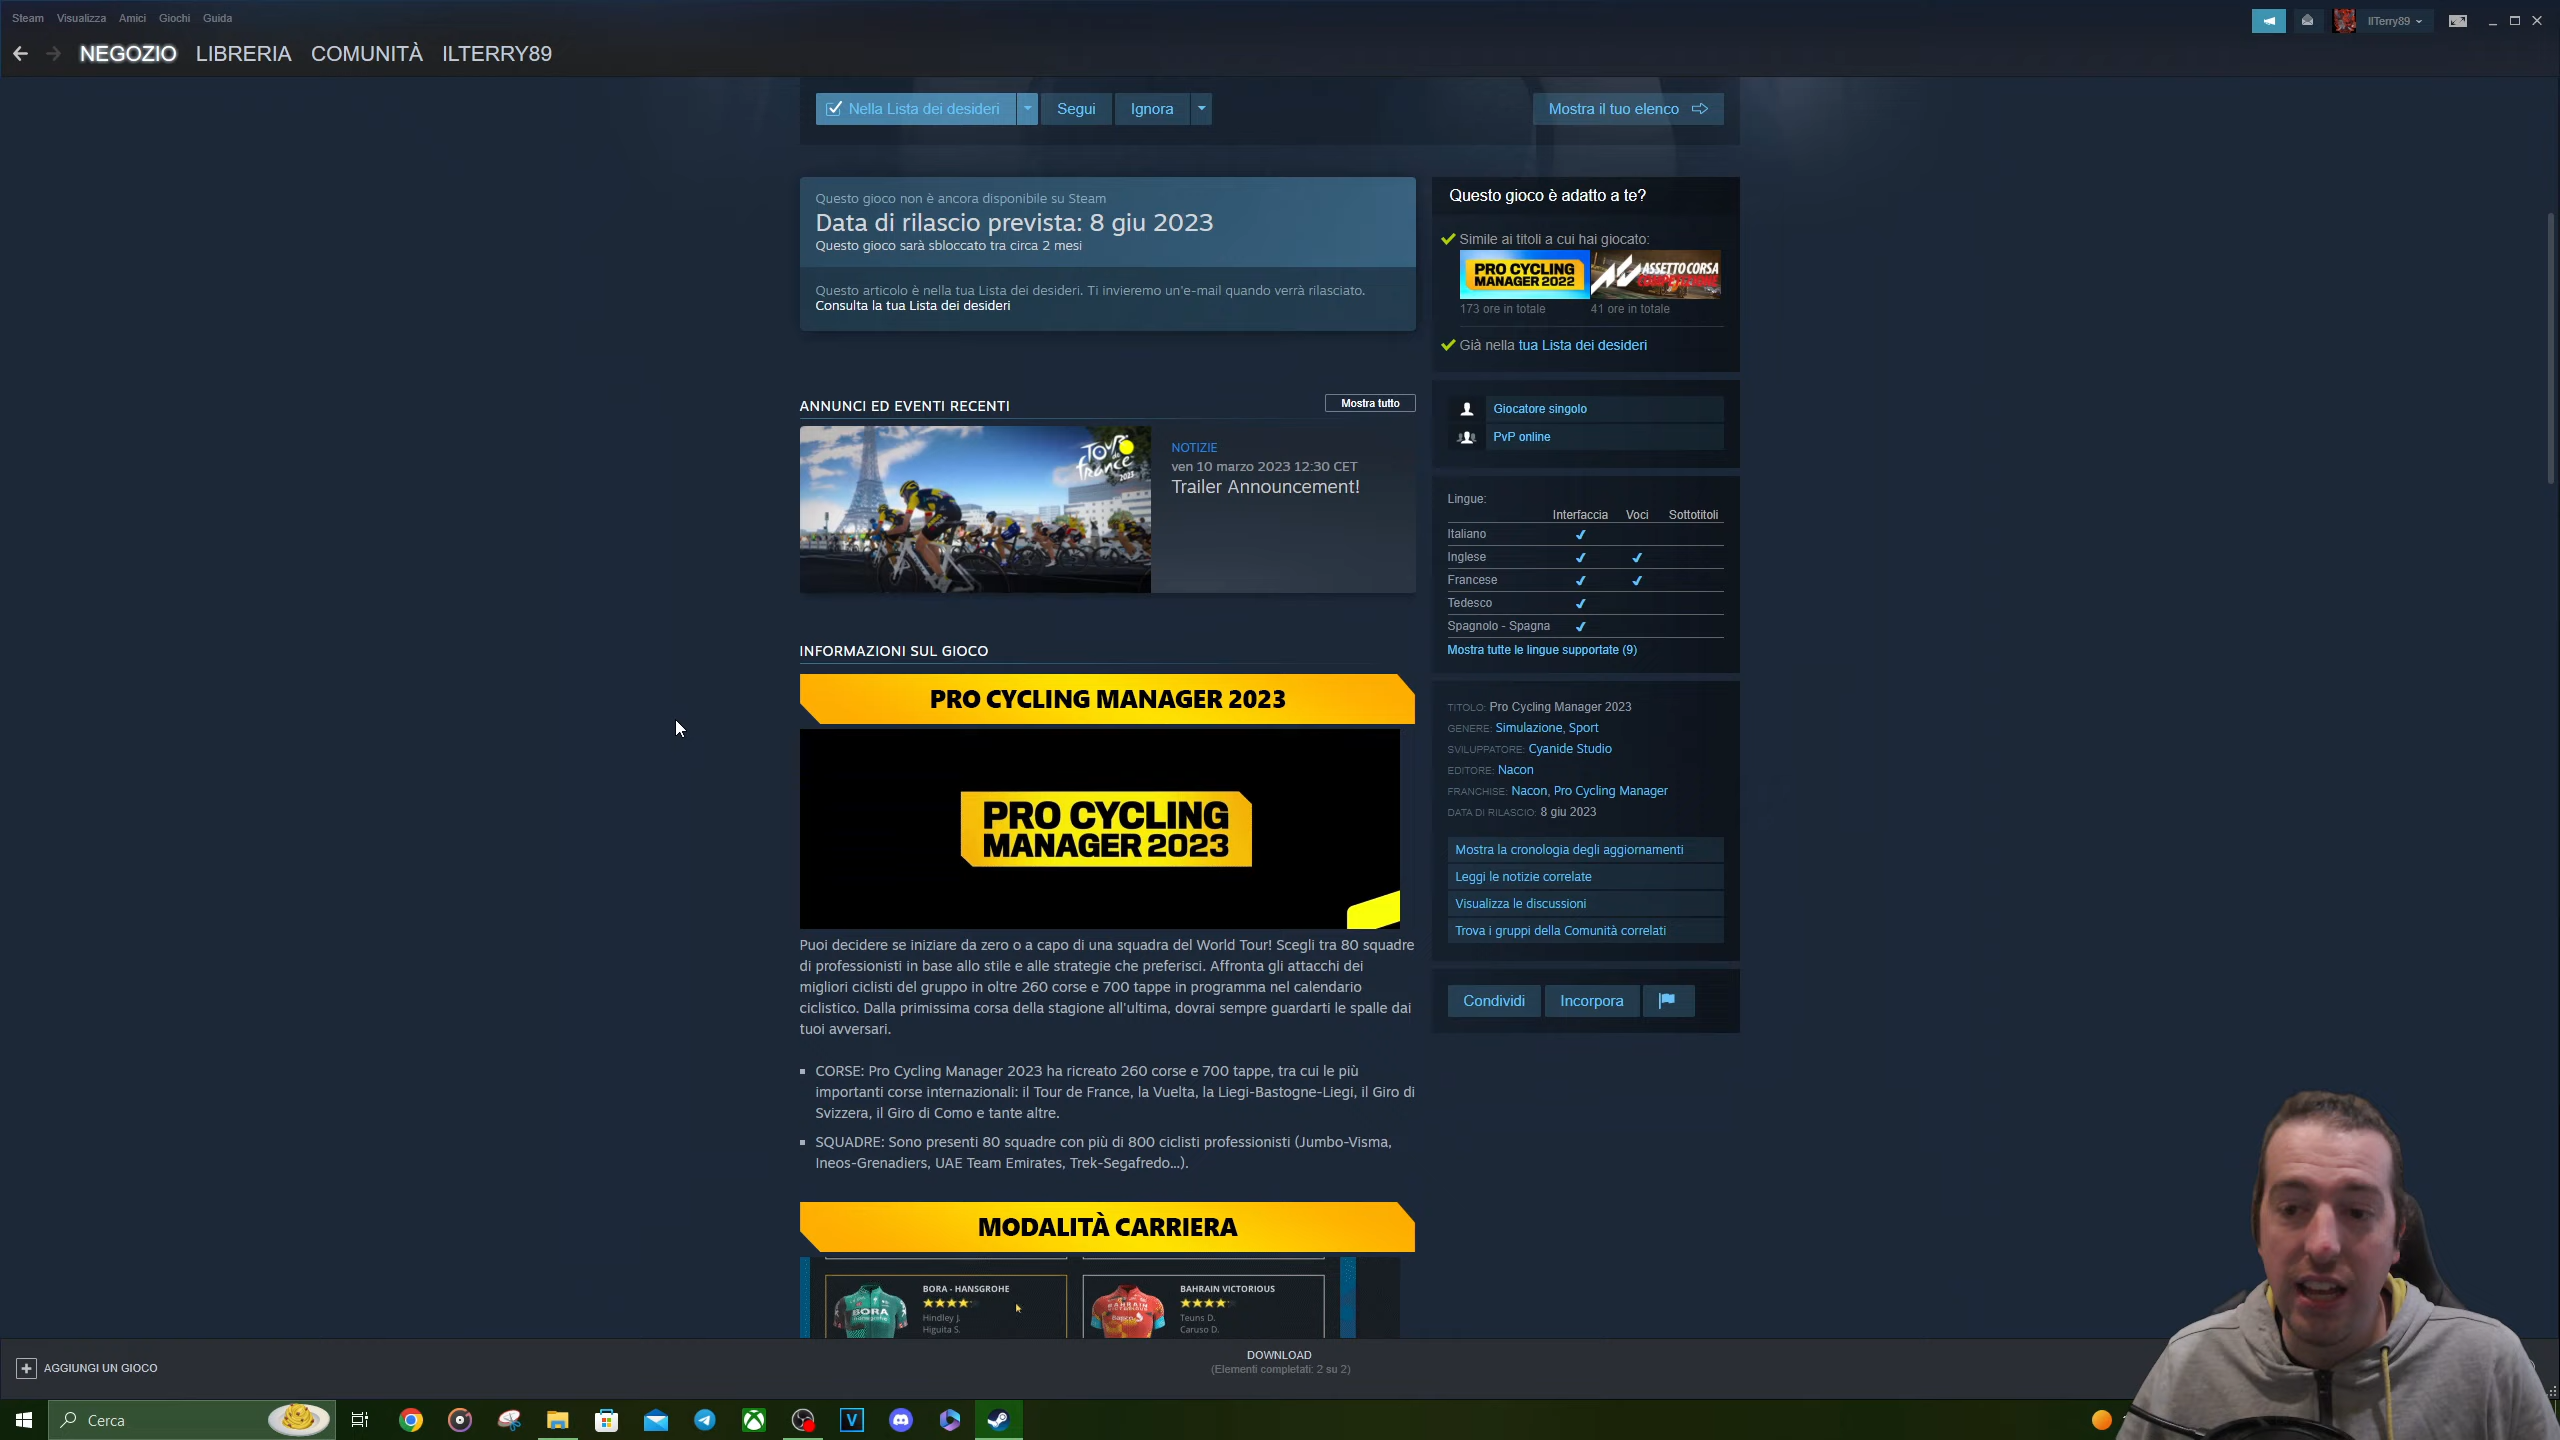 Steam Visualizza Amici Giochi Guida
IlTerry89
NEGOZIO LIBRERIA COMUNITÀ ILTERRY89
Nella Lista dei desideri Segui Ignora Mostra il tuo elenco
Questo gioco non è ancora disponibile su Steam
Data di rilascio prevista: 8 giu 2023
Questo gioco sarà sbloccato tra circa 2 mesi
Questo articolo è nella tua Lista dei desideri. Ti invieremo un'e-mail quando verrà rilasciato.
Consulta la tua Lista dei desideri
ANNUNCI ED EVENTI RECENTI Mostra tutto
TOUR de france 2023
NOTIZIE
ven 10 marzo 2023 12:30 CET
Trailer Announcement!
INFORMAZIONI SUL GIOCO
PRO CYCLING MANAGER 2023
PRO CYCLING
MANAGER 2023
Puoi decidere se iniziare da zero o a capo di una squadra del World Tour! Scegli tra 80 squadre
di professionisti in base allo stile e alle strategie che preferisci. Affronta gli attacchi dei
migliori ciclisti del gruppo in oltre 260 corse e 700 tappe in programma nel calendario
ciclistico. Dalla primissima corsa della stagione all'ultima, dovrai sempre guardarti le spalle dai
tuoi avversari.
CORSE: Pro Cycling Manager 2023 ha ricreato 260 corse e 700 tappe, tra cui le più
importanti corse internazionali: il Tour de France, la Vuelta, la Liegi-Bastogne-Liegi, il Giro di
Svizzera, il Giro di Como e tante altre.
SQUADRE: Sono presenti 80 squadre con più di 800 ciclisti professionisti (Jumbo-Visma,
Ineos-Grenadiers, UAE Team Emirates, Trek-Segafredo...).
MODALITÀ CARRIERA
BORA - HANSGROHE
Hindley J.
Higuita S.
BORA
hansgrohe
BAHRAIN VICTORIOUS
Teuns D.
Caruso D.
Questo gioco è adatto a te?
Simile ai titoli a cui hai giocato:
PRO CYCLING
MANAGER 2022
ASSETTO CORSA
COMPETIZIONE
173 ore in totale 41 ore in totale
Già nella tua Lista dei desideri
Giocatore singolo
PvP online
Lingue:
Interfaccia Voci Sottotitoli
Italiano
Inglese
Francese
Tedesco
Spagnolo - Spagna
Mostra tutte le lingue supportate (9)
TITOLO: Pro Cycling Manager 2023
GENERE: Simulazione, Sport
SVILUPPATORE: Cyanide Studio
EDITORE: Nacon
FRANCHISE: Nacon, Pro Cycling Manager
DATA DI RILASCIO: 8 giu 2023
Mostra la cronologia degli aggiornamenti
Leggi le notizie correlate
Visualizza le discussioni
Trova i gruppi della Comunità correlati
Condividi Incorpora
AGGIUNGI UN GIOCO
DOWNLOAD
(Elementi completati: 2 su 2)
Cerca
V